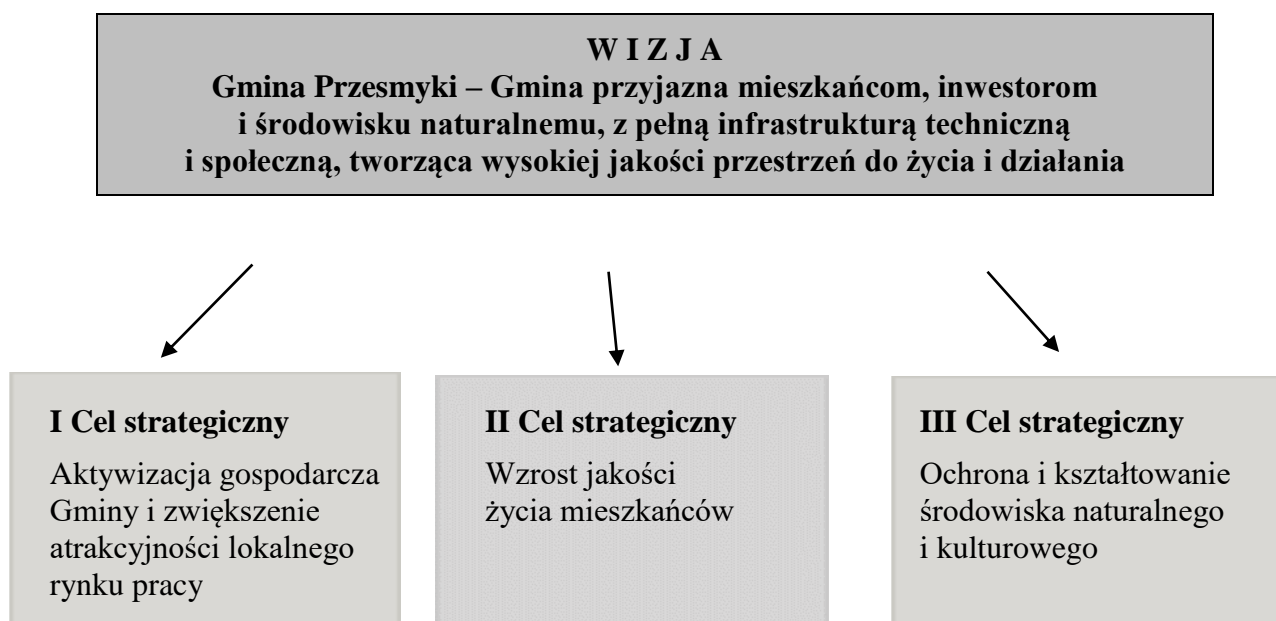 W I Z J A
Gmina Przesmyki – Gmina przyjazna mieszkańcom, inwestorom
i środowisku naturalnemu, z pełną infrastrukturą techniczną
i społeczną, tworząca wysokiej jakości przestrzeń do życia i działania
I Cel strategiczny
Aktywizacja gospodarcza
Gminy i zwiększenie
atrakcyjności lokalnego
rynku pracy
II Cel strategiczny
Wzrost jakości
życia mieszkańców
III Cel strategiczny
Ochrona i kształtowanie
środowiska naturalnego
i kulturowego